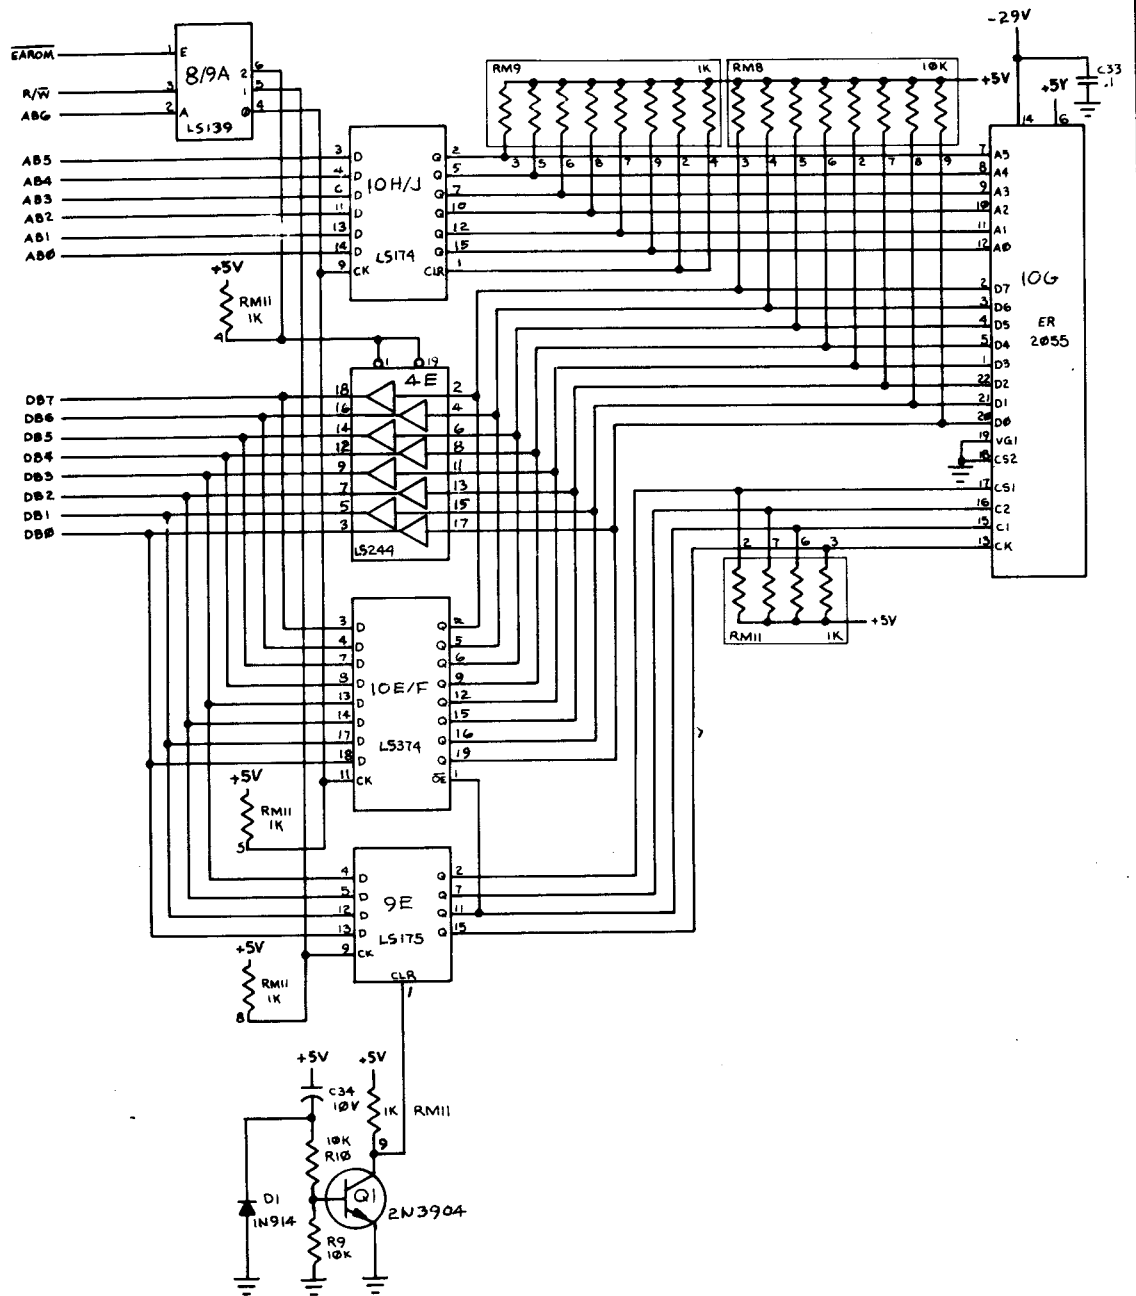 -29V
C33
.1
+5V
14
6
EAROM
R/W
AB6
1
3
2
E
A
8/9A
LS139
6
5
4
2
1
0
RM9
1K
RM8
10K
+5V
AB5
AB4
AB3
AB2
AB1
ABØ
3
4
6
11
13
14
9
D
D
D
D
D
D
CK
10H/J
LS174
Q
Q
Q
Q
Q
Q
CLR
2
5
7
10
12
15
1
3
5
6
8
7
9
2
4
3
4
5
6
2
7
8
9
7
8
9
10
11
12
2
3
4
5
1
22
21
20
19
18
17
16
15
13
A5
A4
A3
A2
A1
AØ
D7
D6
D5
D4
D3
D2
D1
DØ
VG1
CS2
CS1
C2
C1
CK
10G
ER
2055
+5V
RM11
1K
4
1
19
4E
DB7
DB6
DB5
DB4
DB3
DB2
DB1
DBØ
18
16
14
12
9
7
5
3
2
4
6
8
11
13
15
17
LS244
2
7
6
3
RM11
1K
+5V
3
4
7
8
13
14
17
18
11
D
D
D
D
D
D
D
D
CK
10E/F
LS374
Q
Q
Q
Q
Q
Q
Q
Q
OE
2
5
6
9
12
15
16
19
1
+5V
RM11
1K
5
4
5
12
13
9
D
D
D
D
CK
9E
LS175
CLR
Q
Q
Q
Q
2
7
11
15
1
+5V
RM11
1K
8
+5V
C34
10V
+5V
1K
RM11
9
10K
R10
Q1
2N3904
D1
1N914
R9
10K